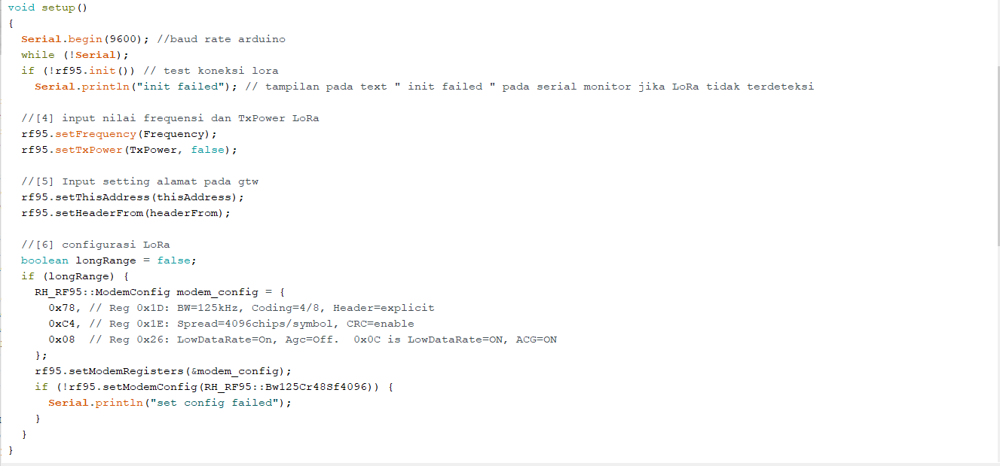 void setup()
{
  Serial.begin(9600); //baud rate arduino
  while (!Serial);
  if (!rf95.init()) // test koneksi lora
    Serial.println("init failed"); // tampilan pada text " init failed " pada serial monitor jika LoRa tidak terdeteksi

  //[4] input nilai frequensi dan TxPower LoRa
  rf95.setFrequency(Frequency);
  rf95.setTxPower(TxPower, false);

  //[5] Input setting alamat pada gtw
  rf95.setThisAddress(thisAddress);
  rf95.setHeaderFrom(headerFrom);

  //[6] configurasi LoRa
  boolean longRange = false;
  if (longRange) {
    RH_RF95::ModemConfig modem_config = {
      0x78, // Reg 0x1D: BW=125kHz, Coding=4/8, Header=explicit
      0xC4, // Reg 0x1E: Spread=4096chips/symbol, CRC=enable
      0x08  // Reg 0x26: LowDataRate=On, Agc=Off.  0x0C is LowDataRate=ON, ACG=ON
    };
    rf95.setModemRegisters(&modem_config);
    if (!rf95.setModemConfig(RH_RF95::Bw125Cr48Sf4096)) {
      Serial.println("set config failed");
    }
  }
}